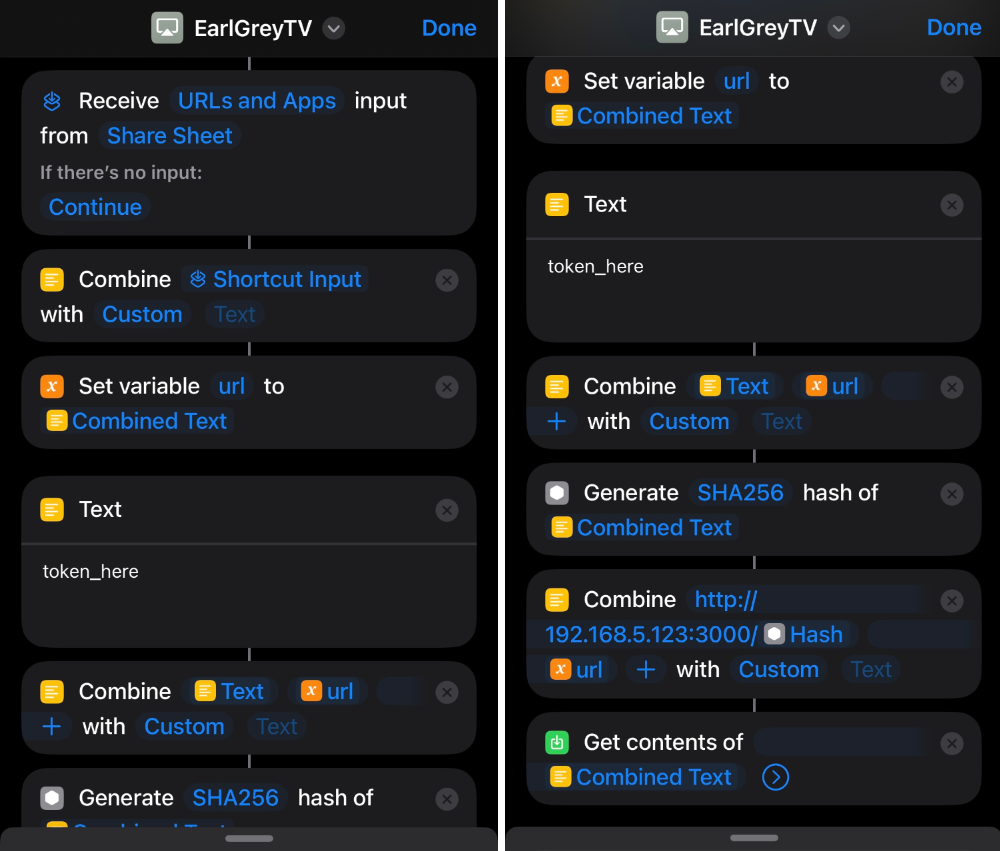 EarlGreyTV
Done
Receive URLs and Apps input
from Share Sheet
If there's no input:
Continue
Combine Shortcut Input
with Custom Text
Set variable url to
Combined Text
Text
token_here
Combine Text url
+ with Custom Text
Generate SHA256 hash of
Combined Text
EarlGreyTV
Done
Set variable url to
Combined Text
Text
token_here
Combine Text url
+ with Custom Text
Generate SHA256 hash of
Combined Text
Combine http://
192.168.5.123:3000/ Hash
url + with Custom Text
Get contents of
Combined Text